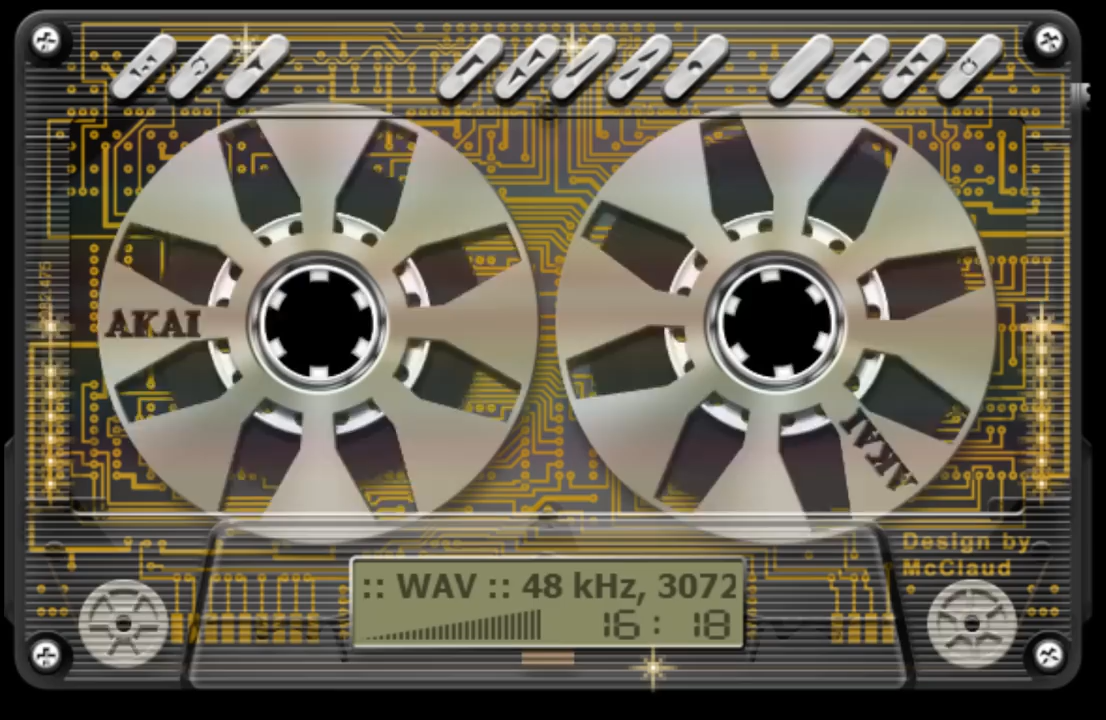 AKAI
AKAI
Design by
McClaud
:: WAV :: 48 kHz, 3072
16 : 18